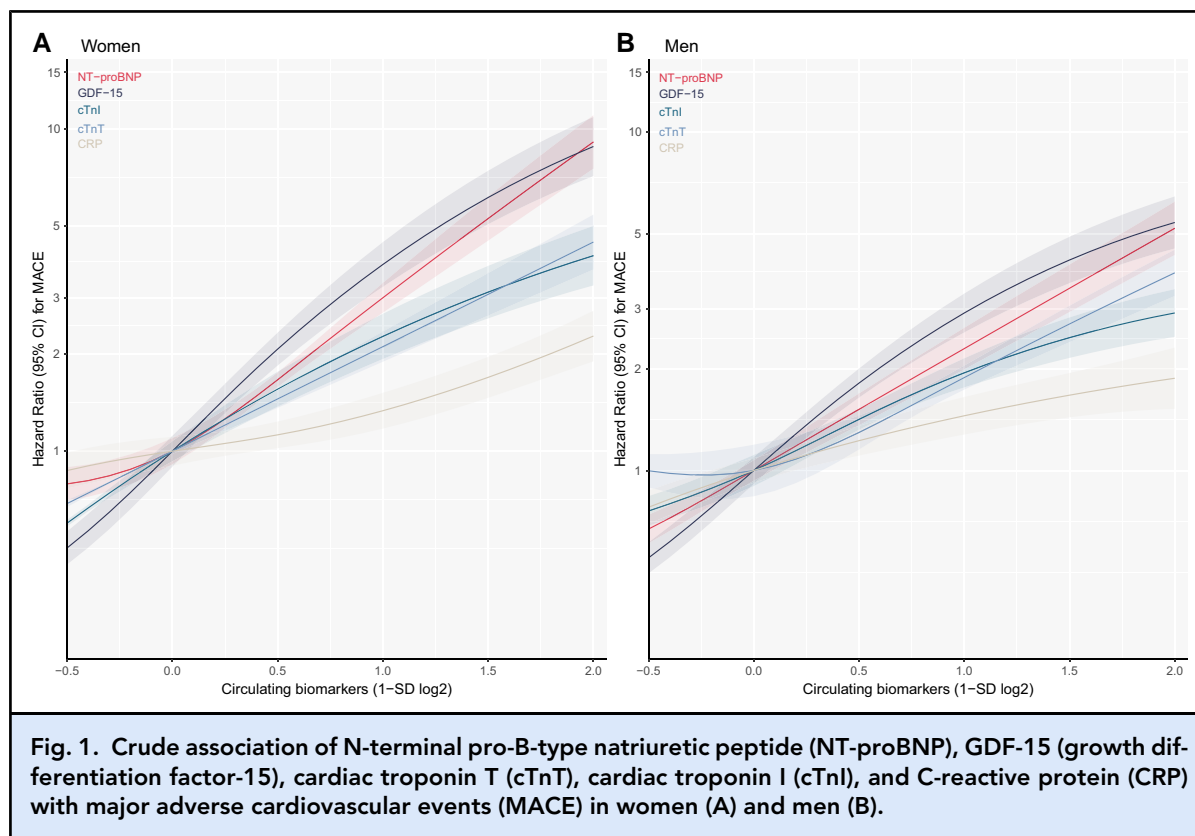 A Women
NT−proBNP
GDF−15
cTnI
cTnT
CRP
15
10
5
3
2
1
Hazard Ratio (95% CI) for MACE
−0.5 0.0 0.5 1.0 1.5 2.0
Circulating biomarkers (1−SD log2)
B Men
NT−proBNP
GDF−15
cTnI
cTnT
CRP
15
10
5
3
2
1
Hazard Ratio (95% CI) for MACE
−0.5 0.0 0.5 1.0 1.5 2.0
Circulating biomarkers (1−SD log2)
Fig. 1. Crude association of N-terminal pro-B-type natriuretic peptide (NT-proBNP), GDF-15 (growth dif-
ferentiation factor-15), cardiac troponin T (cTnT), cardiac troponin I (cTnI), and C-reactive protein (CRP)
with major adverse cardiovascular events (MACE) in women (A) and men (B).